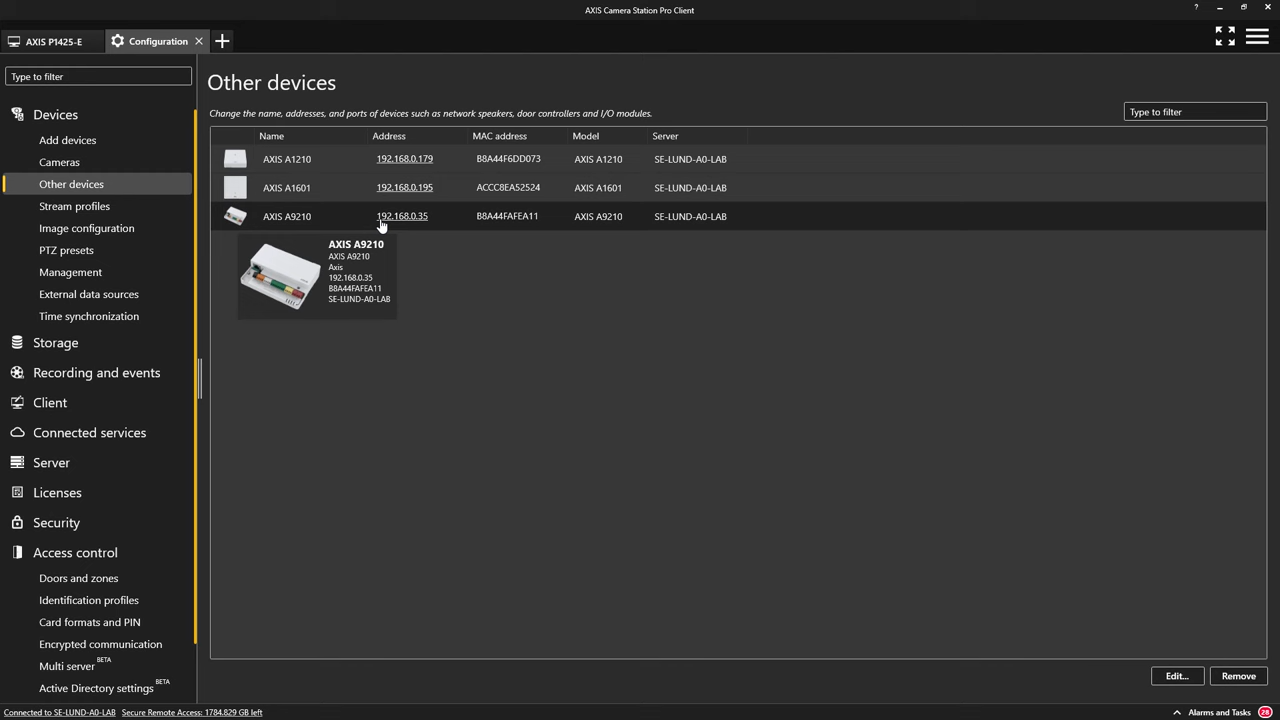 AXIS Camera Station Pro Client
?
AXIS P1425-E
Configuration
Type to filter
Devices
Add devices
Cameras
Other devices
Stream profiles
Image configuration
PTZ presets
Management
External data sources
Time synchronization
Storage
Recording and events
Client
Connected services
Server
Licenses
Security
Access control
Doors and zones
Identification profiles
Card formats and PIN
Encrypted communication
Multi server BETA
Active Directory settings BETA
Other devices
Change the name, addresses, and ports of devices such as network speakers, door controllers and I/O modules.
Type to filter
Name Address MAC address Model Server
AXIS A1210 192.168.0.179 B8A44F6DD073 AXIS A1210 SE-LUND-A0-LAB
AXIS A1601 192.168.0.195 ACCC8EA52524 AXIS A1601 SE-LUND-A0-LAB
AXIS A9210 192.168.0.35 B8A44FAFEA11 AXIS A9210 SE-LUND-A0-LAB
AXIS A9210
AXIS A9210
Axis
192.168.0.35
B8A44FAFEA11
SE-LUND-A0-LAB
Edit... Remove
Connected to SE-LUND-A0-LAB Secure Remote Access: 1784.829 GB left Alarms and Tasks 28